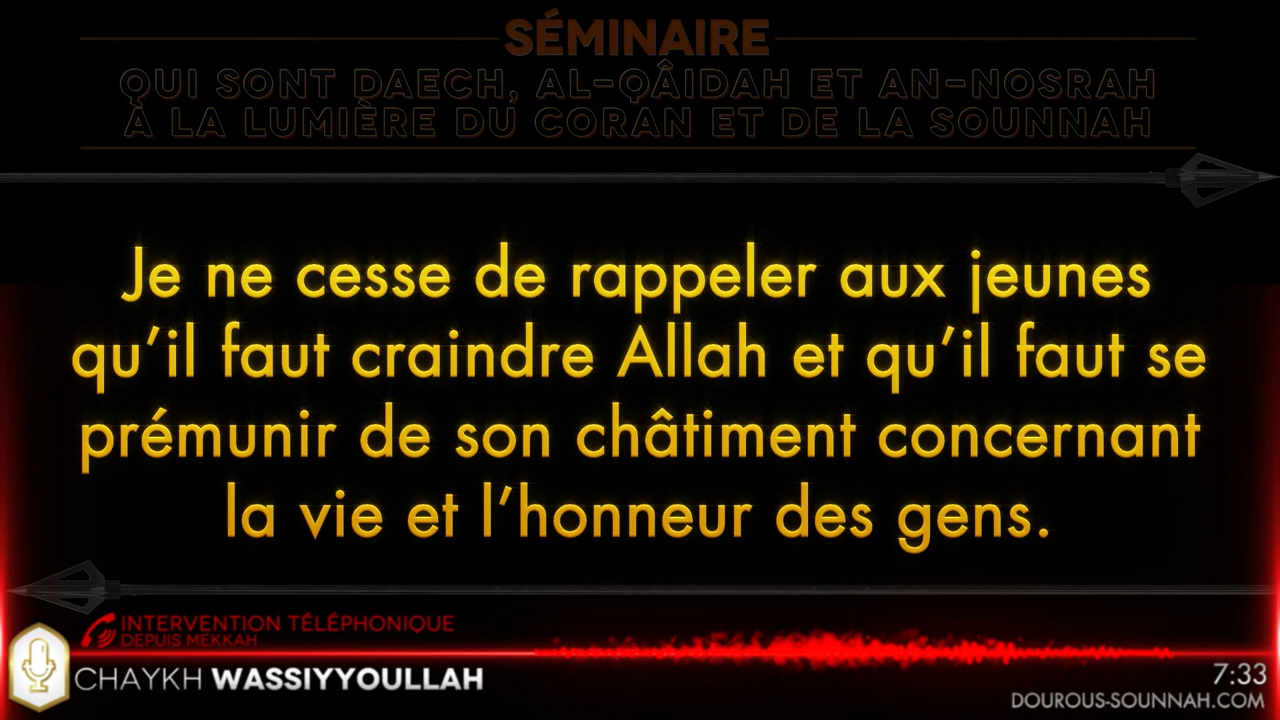 SÉMINAIRE
QUI SONT DAECH, AL-QÂIDAH ET AN-NOSRAH
À LA LUMIÈRE DU CORAN ET DE LA SOUNNAH
Je ne cesse de rappeler aux jeunes
qu’il faut craindre Allah et qu’il faut se
prémunir de son châtiment concernant
la vie et l’honneur des gens.
INTERVENTION TÉLÉPHONIQUE
DEPUIS MEKKAH
CHAYKH WASSIYYOULLAH
7:33
DOUROUS-SOUNNAH.COM